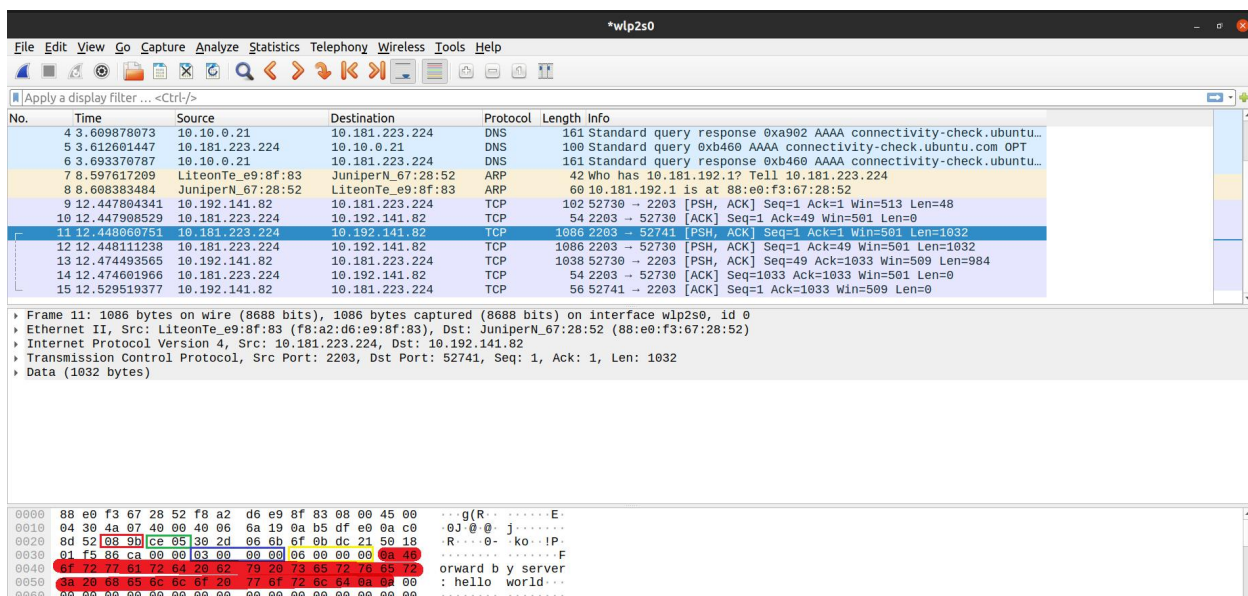 *wlp2s0
File Edit View Go Capture Analyze Statistics Telephony Wireless Tools Help
Apply a display filter … <Ctrl-/>
No. Time Source Destination Protocol Length Info
4 3.609878073 10.10.0.21 10.181.223.224 DNS 161 Standard query response 0xa902 AAAA connectivity-check.ubuntu…
5 3.612601447 10.181.223.224 10.10.0.21 DNS 100 Standard query 0xb460 AAAA connectivity-check.ubuntu.com OPT
6 3.693370787 10.10.0.21 10.181.223.224 DNS 161 Standard query response 0xb460 AAAA connectivity-check.ubuntu…
7 8.597617209 LiteonTe_e9:8f:83 JuniperN_67:28:52 ARP 42 Who has 10.181.192.1? Tell 10.181.223.224
8 8.608383484 JuniperN_67:28:52 LiteonTe_e9:8f:83 ARP 60 10.181.192.1 is at 88:e0:f3:67:28:52
9 12.447804341 10.192.141.82 10.181.223.224 TCP 102 52730 → 2203 [PSH, ACK] Seq=1 Ack=1 Win=513 Len=48
10 12.447908529 10.181.223.224 10.192.141.82 TCP 54 2203 → 52730 [ACK] Seq=1 Ack=49 Win=501 Len=0
11 12.448060751 10.181.223.224 10.192.141.82 TCP 1086 2203 → 52741 [PSH, ACK] Seq=1 Ack=1 Win=501 Len=1032
12 12.448111238 10.181.223.224 10.192.141.82 TCP 1086 2203 → 52730 [PSH, ACK] Seq=1 Ack=49 Win=501 Len=1032
13 12.474493565 10.192.141.82 10.181.223.224 TCP 1038 52730 → 2203 [PSH, ACK] Seq=49 Ack=1033 Win=509 Len=984
14 12.474601966 10.181.223.224 10.192.141.82 TCP 54 2203 → 52730 [ACK] Seq=1033 Ack=1033 Win=501 Len=0
15 12.529519377 10.192.141.82 10.181.223.224 TCP 56 52741 → 2203 [ACK] Seq=1 Ack=1033 Win=509 Len=0
Frame 11: 1086 bytes on wire (8688 bits), 1086 bytes captured (8688 bits) on interface wlp2s0, id 0
Ethernet II, Src: LiteonTe_e9:8f:83 (f8:a2:d6:e9:8f:83), Dst: JuniperN_67:28:52 (88:e0:f3:67:28:52)
Internet Protocol Version 4, Src: 10.181.223.224, Dst: 10.192.141.82
Transmission Control Protocol, Src Port: 2203, Dst Port: 52741, Seq: 1, Ack: 1, Len: 1032
Data (1032 bytes)
0000 88 e0 f3 67 28 52 f8 a2 d6 e9 8f 83 08 00 45 00 ···g(R·· ······E·
0010 04 30 4a 07 40 00 40 06 6a 19 0a b5 df e0 0a c0 ·0J·@·@· j·······
0020 8d 52 08 9b ce 05 30 2d 06 6b 6f 0b dc 21 50 18 ·R····0- ·ko··!P·
0030 01 f5 86 ca 00 00 03 00 00 00 06 00 00 00 0a 46 ········ ·······F
0040 6f 72 77 61 72 64 20 62 79 20 73 65 72 76 65 72 orward b y server
0050 3a 20 68 65 6c 6c 6f 20 77 6f 72 6c 64 0a 0a 00 : hello world···
0060 00 00 00 00 00 00 00 00 00 00 00 00 00 00 00 00 ········ ········